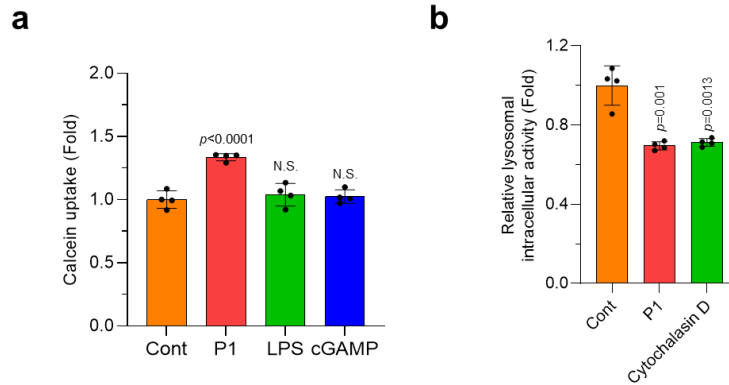 a
Calcein uptake (Fold)
2.0
1.5
1.0
0.5
0.0
p<0.0001
N.S.
N.S.
Cont
P1
LPS
cGAMP
b
Relative lysosomal
intracellular activity (Fold)
1.2
0.8
0.4
0.0
p=0.001
p=0.0013
Cont
P1
Cytochalasin D